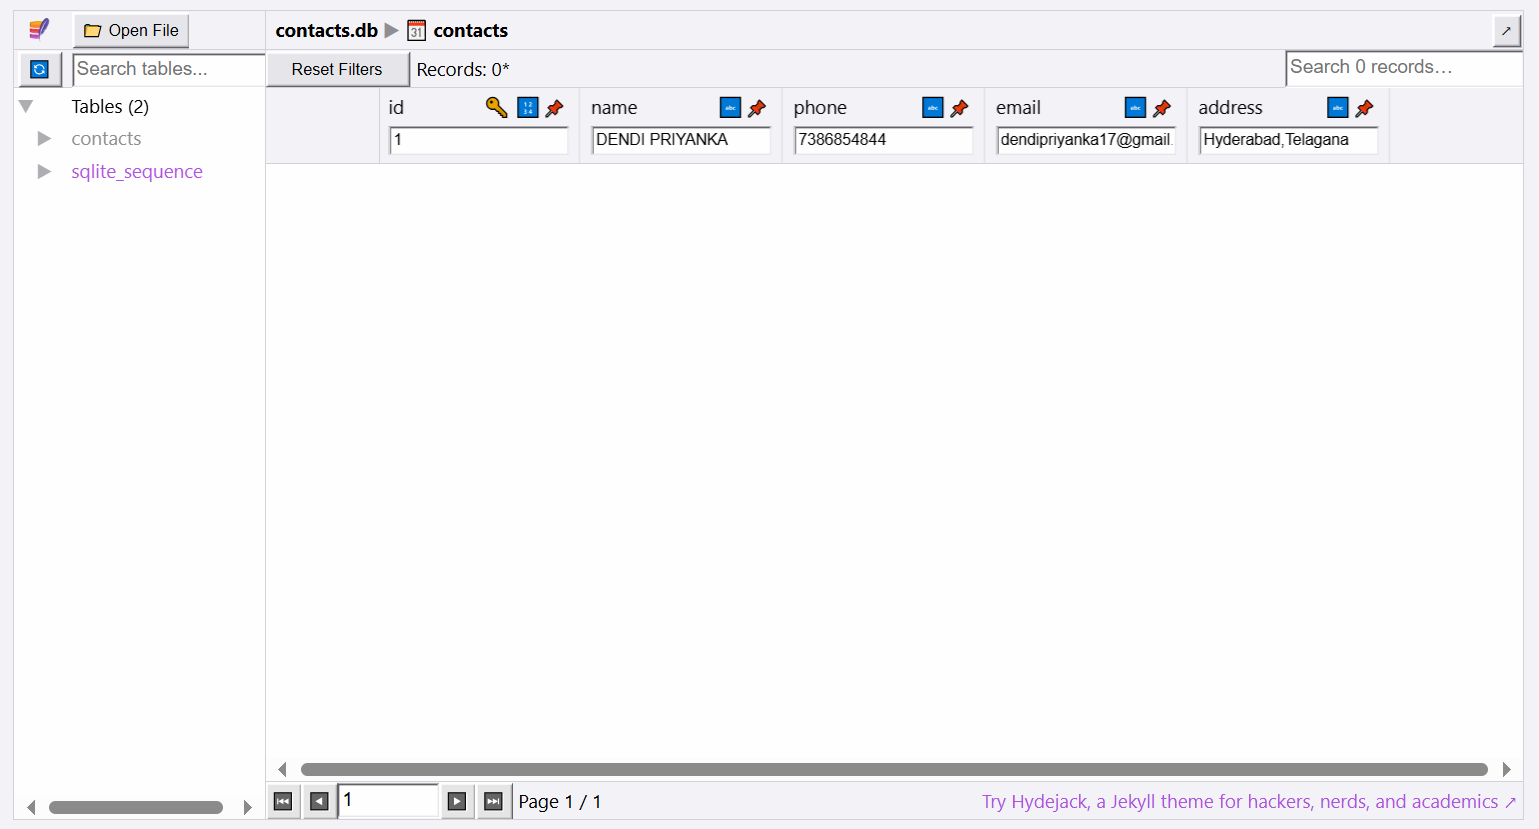 Open File
contacts.db ▶ contacts
↗
Search tables...
Reset Filters
Records: 0*
Search 0 records...
Tables (2)
contacts
sqlite_sequence
id name phone email address
1 DENDI PRIYANKA 7386854844 dendipriyanka17@gmail. Hyderabad,Telagana
1
Page 1 / 1
Try Hydejack, a Jekyll theme for hackers, nerds, and academics ↗